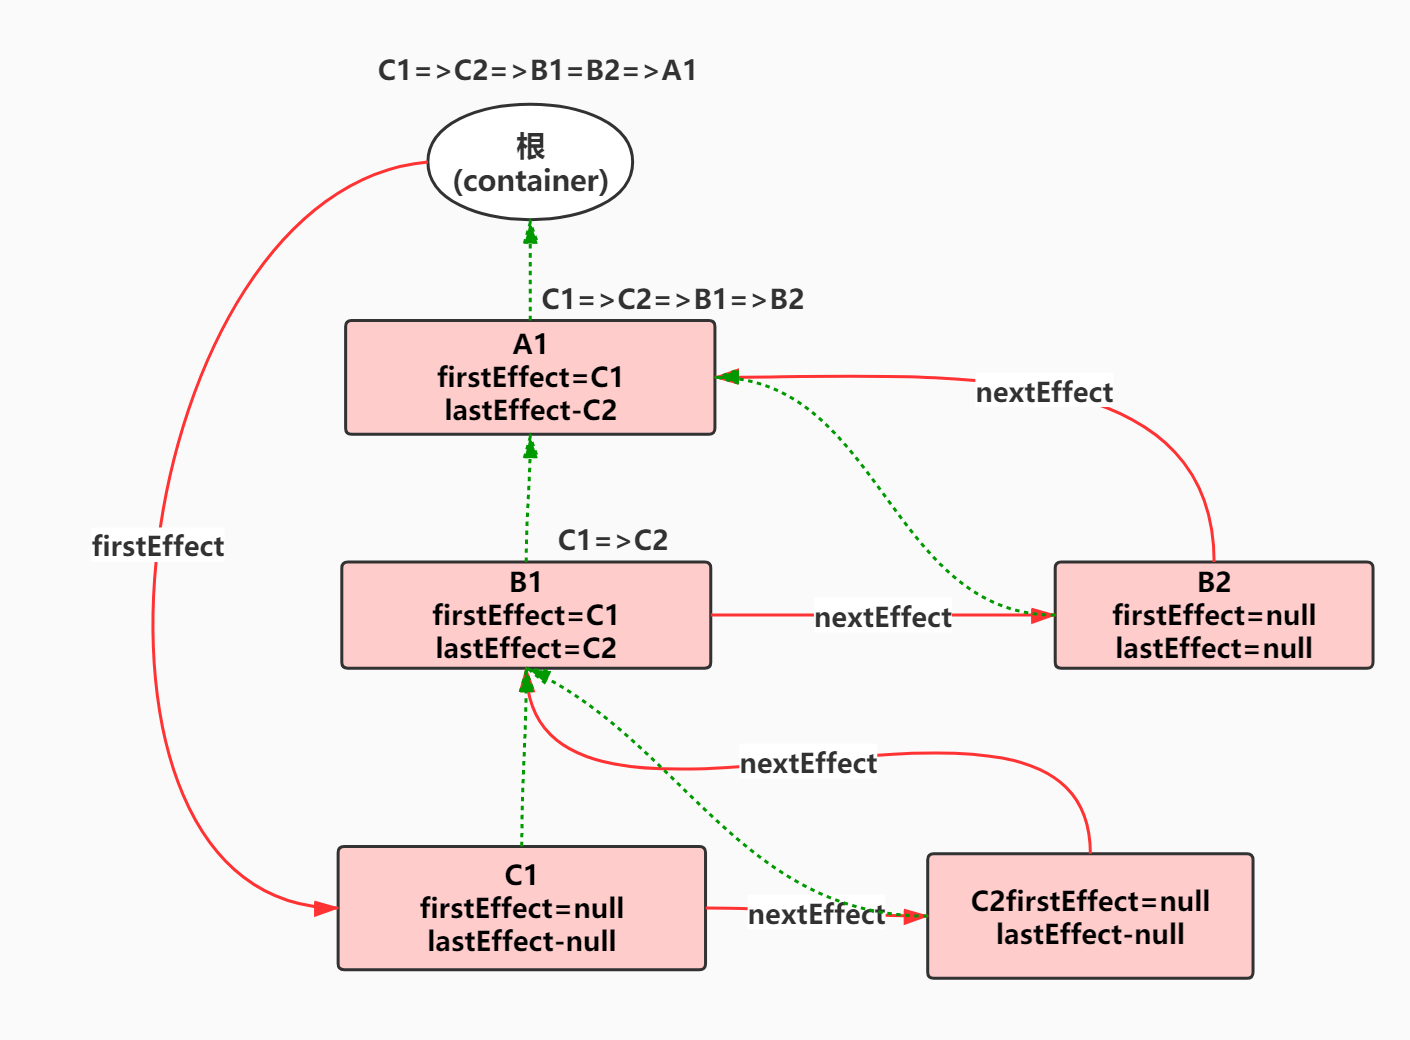 C1=>C2=>B1=B2=>A1
根
(container)
C1=>C2=>B1=>B2
A1
firstEffect=C1
lastEffect-C2
nextEffect
C1=>C2
firstEffect
B1
firstEffect=C1
lastEffect=C2
nextEffect
B2
firstEffect=null
lastEffect=null
nextEffect
C1
firstEffect=null
lastEffect-null
nextEffect
C2firstEffect=null
lastEffect-null